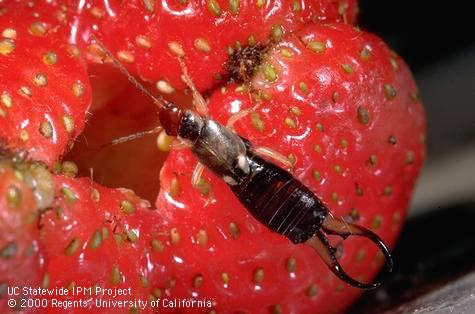 UC Statewide IPM Project
© 2000 Regents, University of California